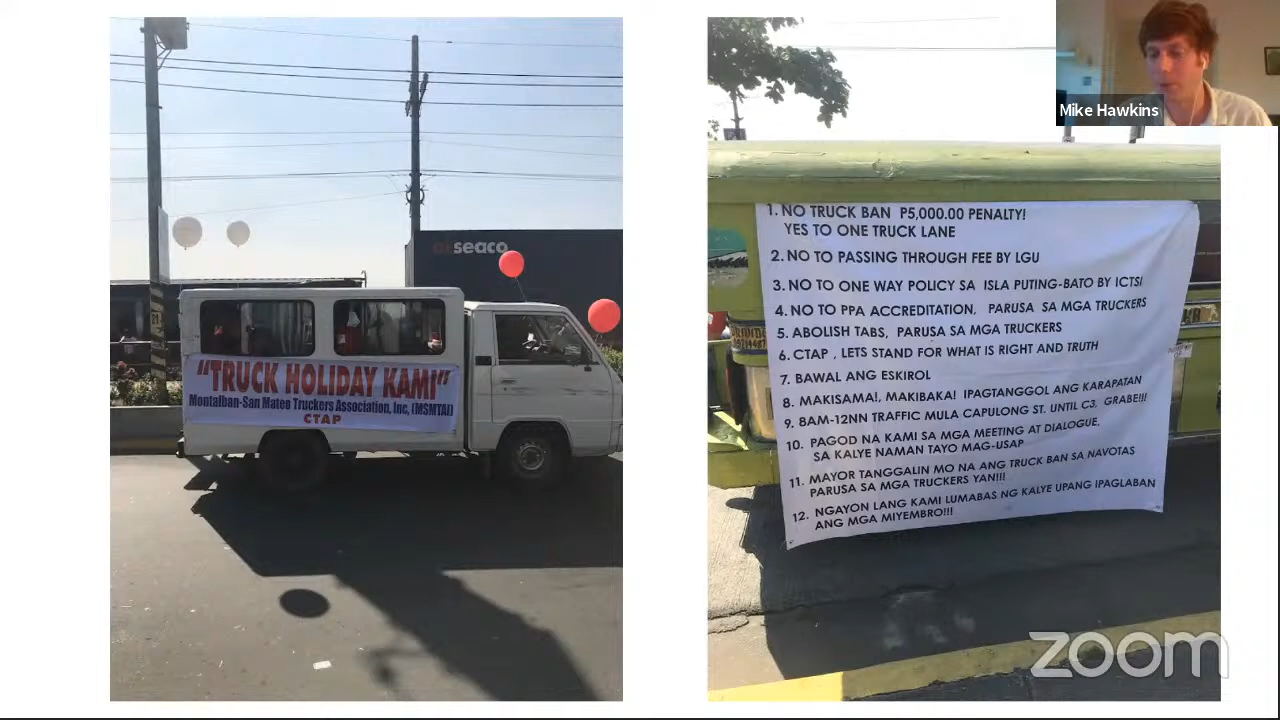 Mike Hawkins
seaco
"TRUCK HOLIDAY KAMI"
Montalban-San Mateo Truckers Association, Inc, (MSMTAI)
CTAP
1. NO TRUCK BAN P5,000.00 PENALTY!
YES TO ONE TRUCK LANE
2. NO TO PASSING THROUGH FEE BY LGU
3. NO TO ONE WAY POLICY SA ISLA PUTING-BATO BY ICTS!
4. NO TO PPA ACCREDITATION, PARUSA SA MGA TRUCKERS
5. ABOLISH TABS, PARUSA SA MGA TRUCKERS
6. CTAP , LETS STAND FOR WHAT IS RIGHT AND TRUTH
7. BAWAL ANG ESKIROL
8. MAKISAMA!, MAKIBAKA! IPAGTANGGOL ANG KARAPATAN
9. 8AM-12NN TRAFFIC MULA CAPULONG ST. UNTIL C3, GRABE!!!
10. PAGOD NA KAMI SA MGA MEETING AT DIALOGUE,
SA KALYE NAMAN TAYO MAG-USAP
11. MAYOR TANGGALIN MO NA ANG TRUCK BAN SA NAVOTAS
PARUSA SA MGA TRUCKERS YAN!!!
12. NGAYON LANG KAMI LUMABAS NG KALYE UPANG IPAGLABAN
ANG MGA MIYEMBRO!!!
zoom